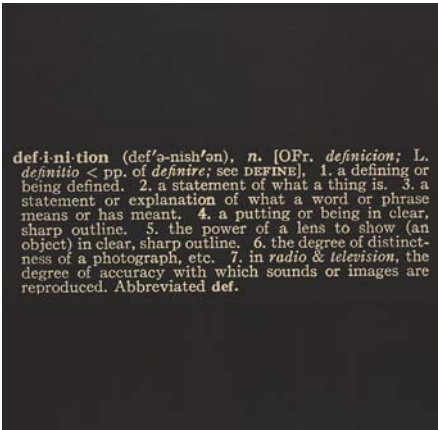 def·i·ni·tion (def'ə-nish'ən), n. [OFr. definicion; L.
definitio < pp. of definire; see DEFINE], 1. a defining or
being defined. 2. a statement of what a thing is. 3. a
statement or explanation of what a word or phrase
means or has meant. 4. a putting or being in clear,
sharp outline. 5. the power of a lens to show (an
object) in clear, sharp outline. 6. the degree of distinct-
ness of a photograph, etc. 7. in radio & television, the
degree of accuracy with which sounds or images are
reproduced. Abbreviated def.